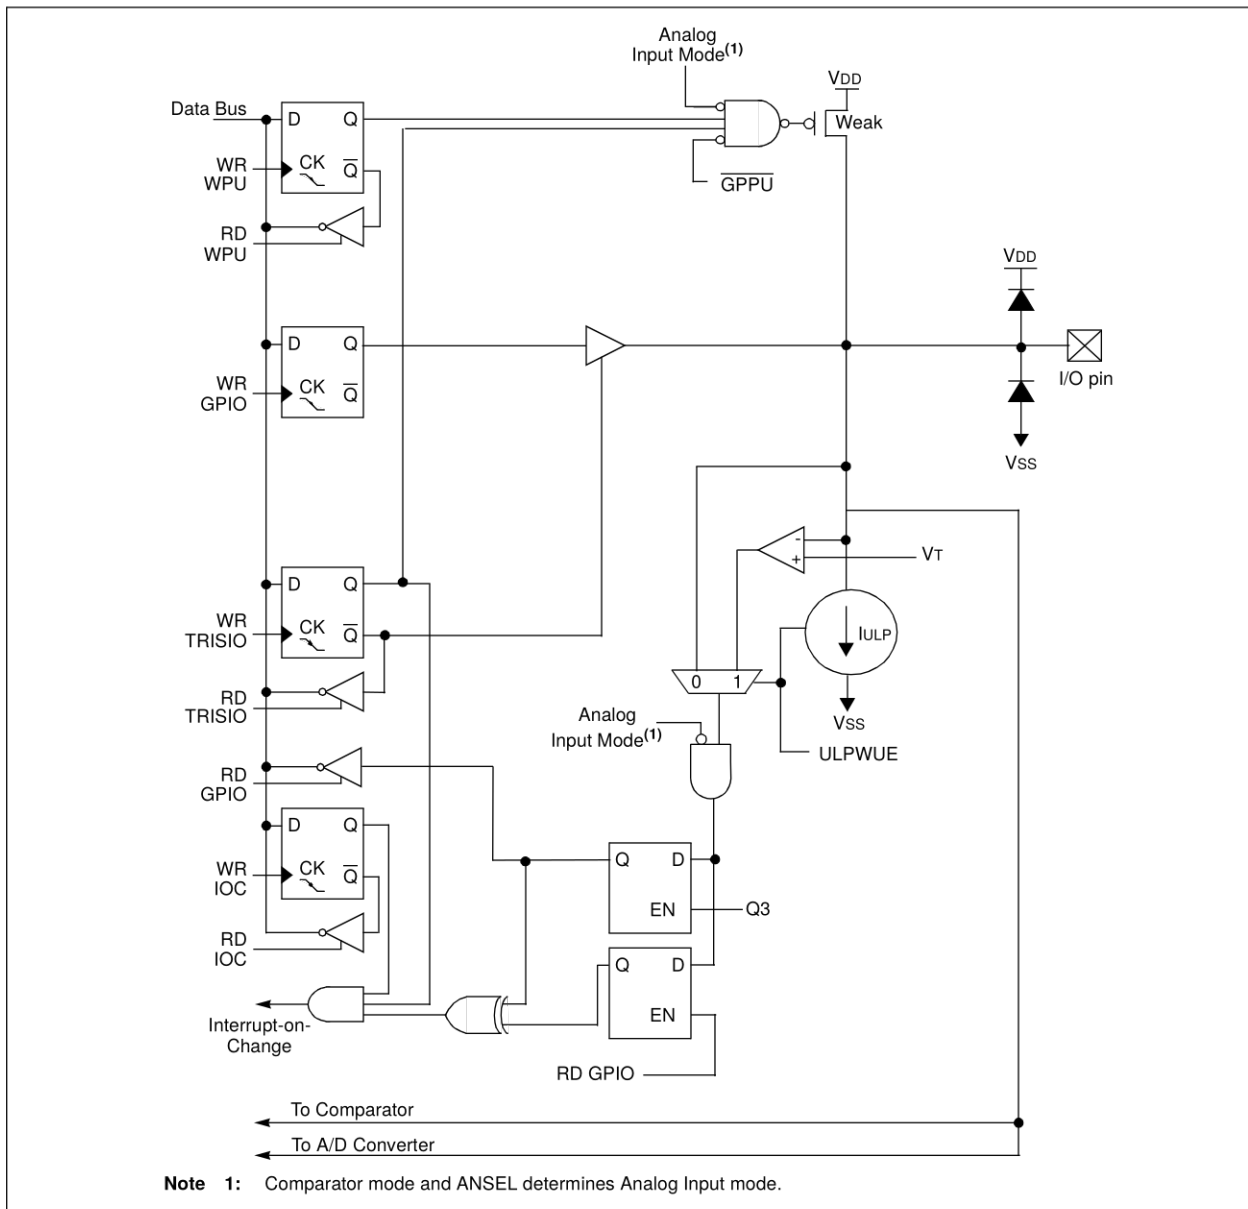 Analog
Input Mode(1)
VDD
Data Bus
D Q
Weak
WR
WPU
CK
Q
GPPU
RD
WPU
VDD
D Q
WR
GPIO
CK
Q
I/O pin
VSS
-
+
VT
D Q
WR
TRISIO
CK
Q
IULP
0 1
RD
TRISIO
Analog
Input Mode(1)
VSS
ULPWUE
RD
GPIO
D Q
WR
IOC
CK
Q
Q D
EN
Q3
RD
IOC
Q D
EN
Interrupt-on-
Change
RD GPIO
To Comparator
To A/D Converter
Note 1: Comparator mode and ANSEL determines Analog Input mode.